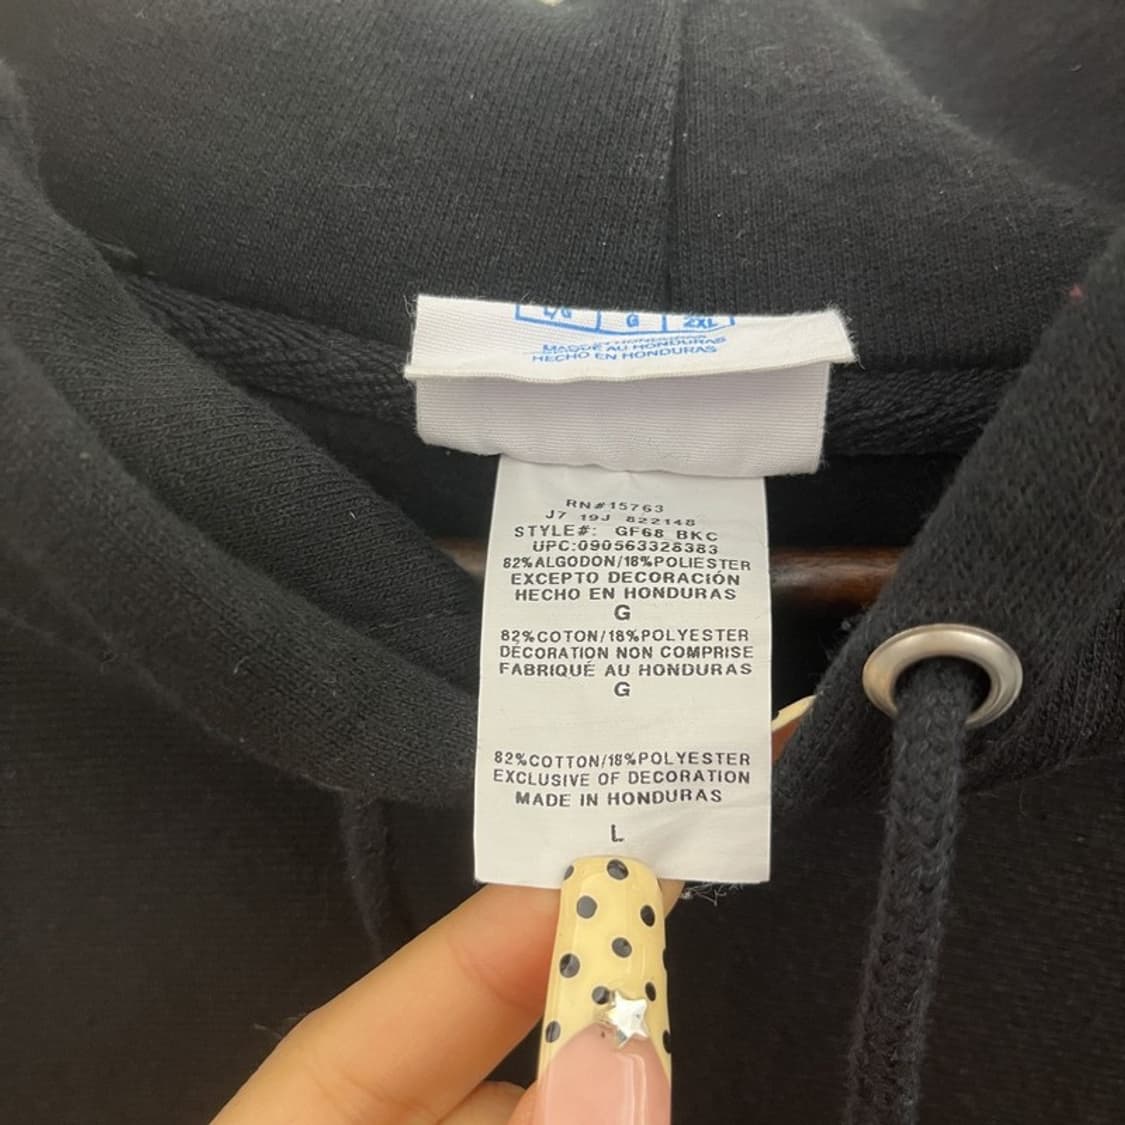 L/G G 2XL
FABRIQUÉ AU HONDURAS
HECHO EN HONDURAS
RN#15763
J7 19J 822148
STYLE#: GF68 BKC
UPC:090563328383
82%ALGODON/18%POLIESTER
EXCEPTO DECORACIÓN
HECHO EN HONDURAS
G
82%COTON/18%POLYESTER
DÉCORATION NON COMPRISE
FABRIQUÉ AU HONDURAS
G
82%COTTON/18%POLYESTER
EXCLUSIVE OF DECORATION
MADE IN HONDURAS
L